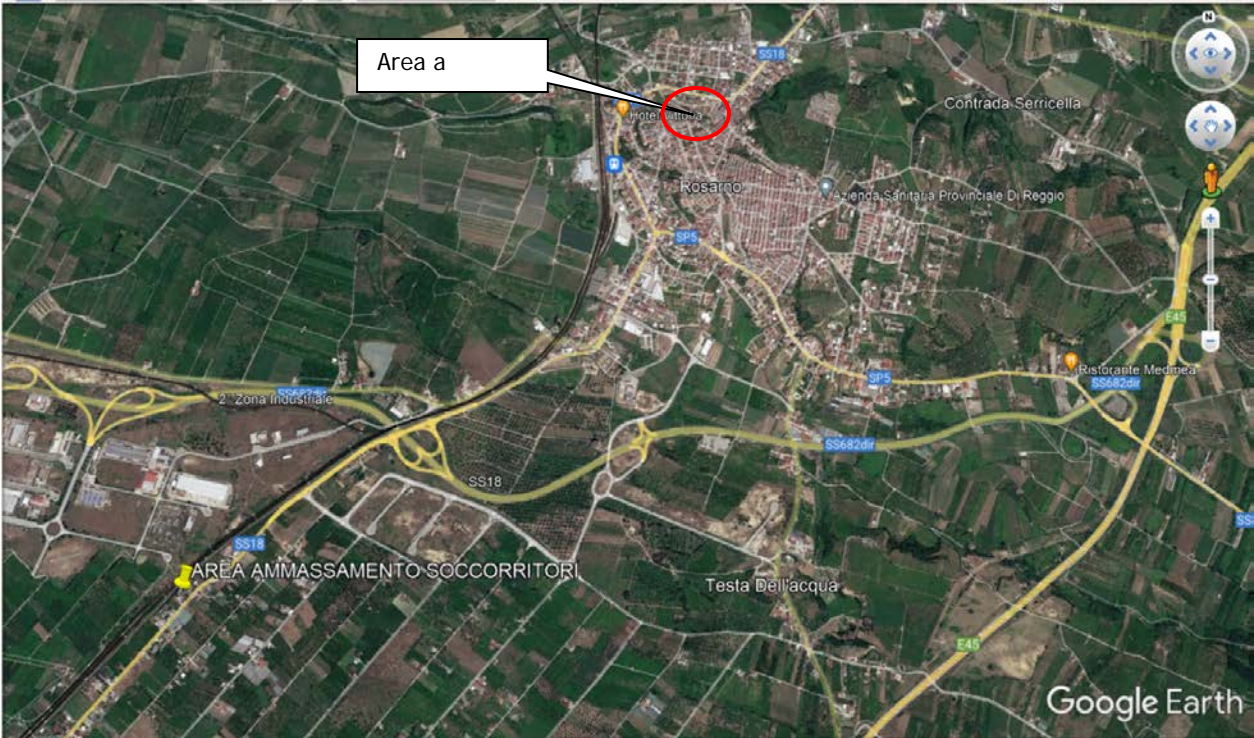 Area a
N
SS18
Hotel Vittoria
Contrada Serricella
Rosarno
Azienda Sanitaria Provinciale Di Reggio
SP5
E45
Ristorante Medmea
SP5
SS682dir
SS682dir
2. Zona Industriale
SS682dir
SS18
SS18
AREA AMMASSAMENTO SOCCORRITORI
Testa Dell'acqua
E45
Google Earth